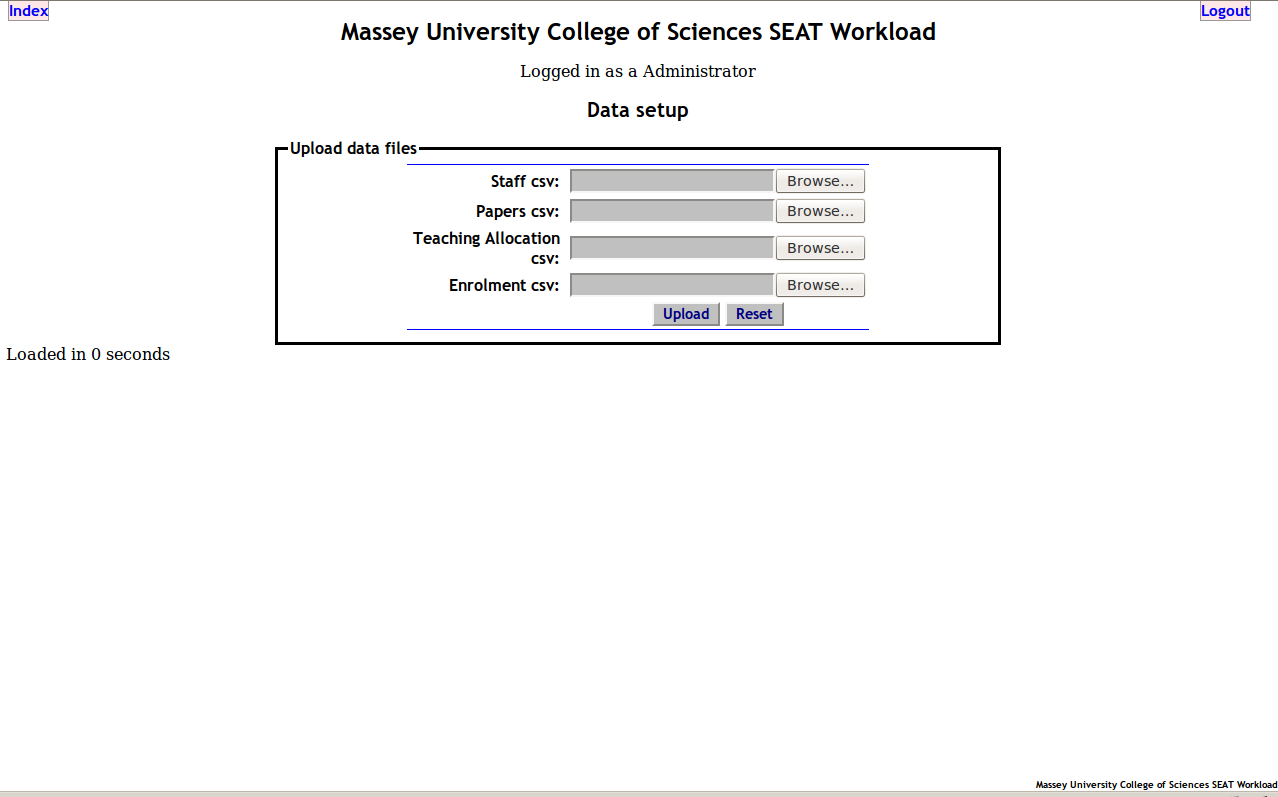 Index
Logout
Massey University College of Sciences SEAT Workload
Logged in as a Administrator
Data setup
Upload data files
Staff csv:
Browse...
Papers csv:
Browse...
Teaching Allocation
csv:
Browse...
Enrolment csv:
Browse...
Upload
Reset
Loaded in 0 seconds
Massey University College of Sciences SEAT Workload